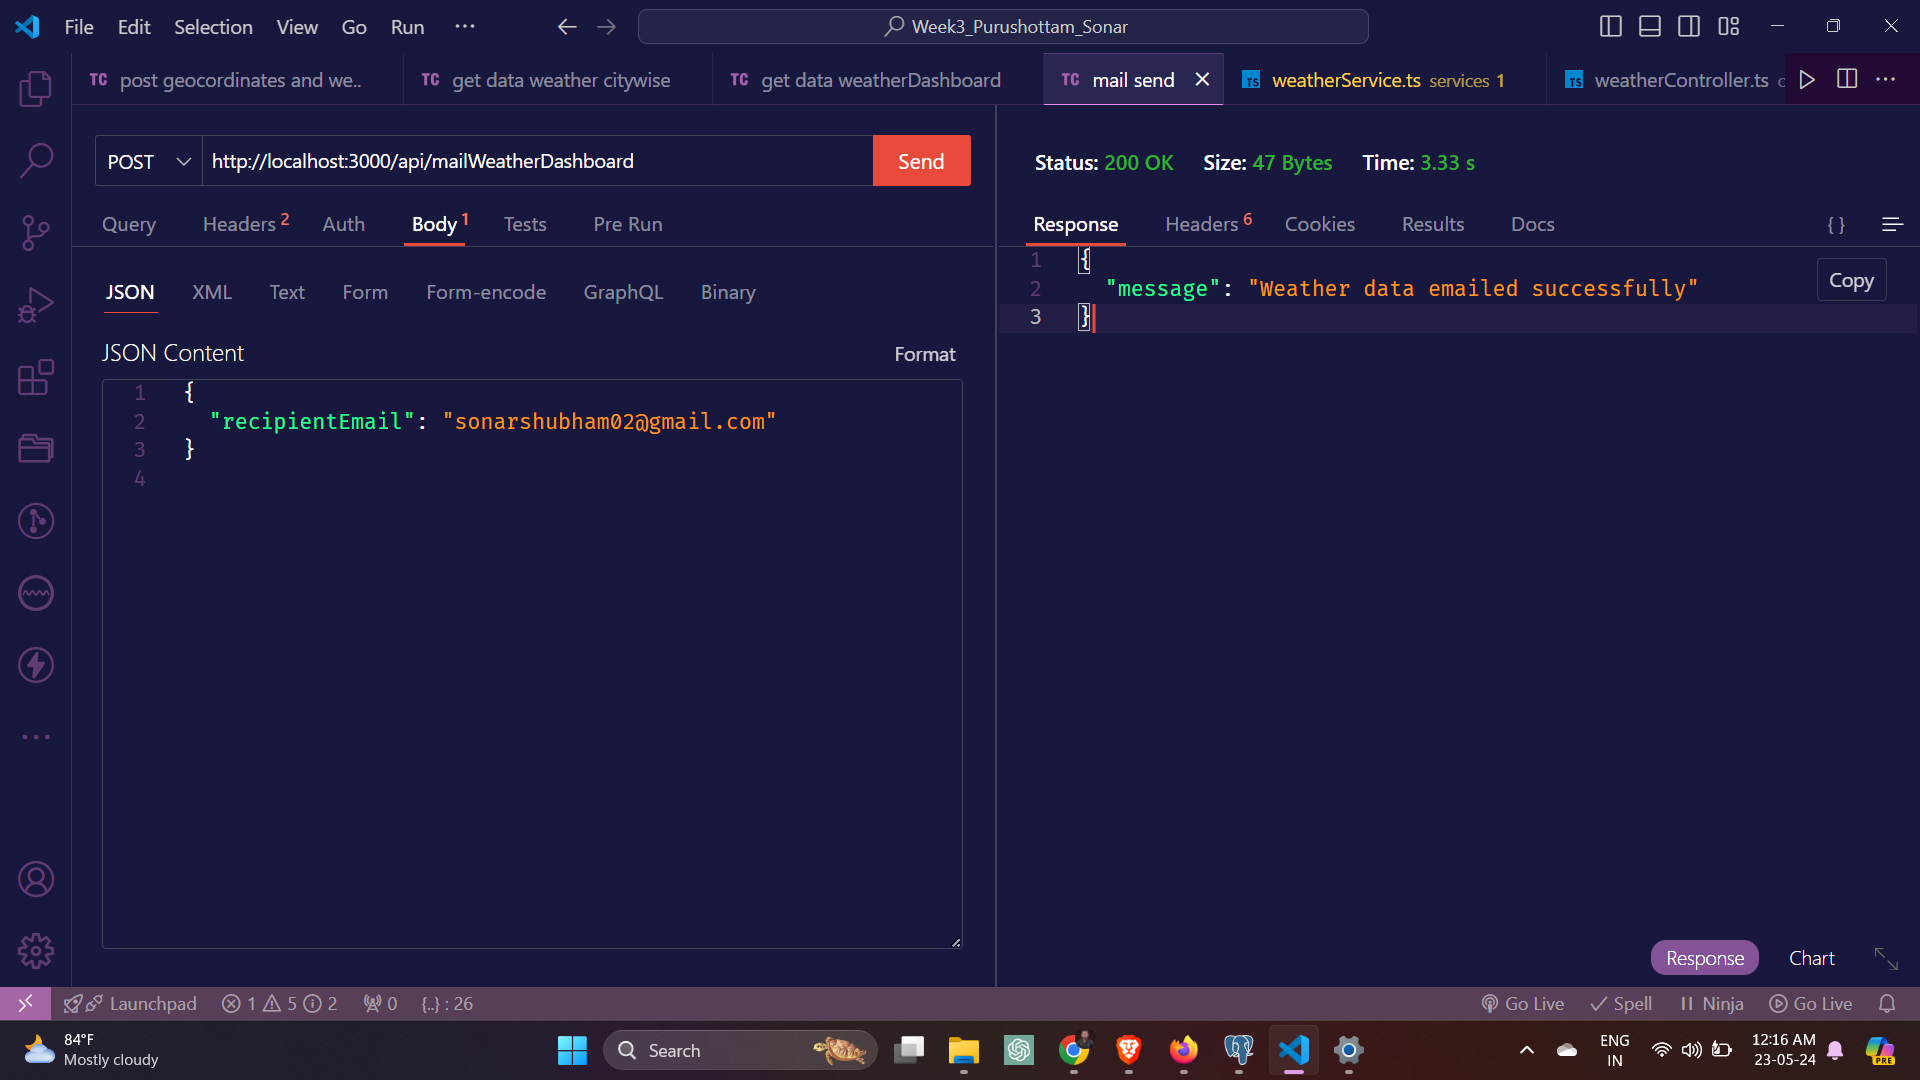 File Edit Selection View Go Run ··· Week3_Purushottam_Sonar
TC post geocordinates and we.. TC get data weather citywise TC get data weatherDashboard TC mail send TS weatherService.ts services 1 TS weatherController.ts
POST http://localhost:3000/api/mailWeatherDashboard Send
Status: 200 OK Size: 47 Bytes Time: 3.33 s
Query Headers 2 Auth Body 1 Tests Pre Run
Response Headers 6 Cookies Results Docs { }
JSON XML Text Form Form-encode GraphQL Binary
JSON Content Format
1 {
2 "recipientEmail": "sonarshubham02@gmail.com"
3 }
4
1 {
2 "message": "Weather data emailed successfully"
3 }
Copy
Response Chart
Launchpad 1 5 2 0 {..} : 26 Go Live Spell Ninja Go Live
84°F
Mostly cloudy
Search
ENG
IN
12:16 AM
23-05-24
PRE